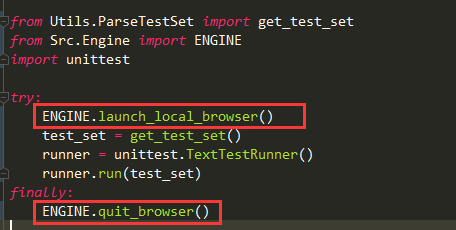 from Utils.ParseTestSet import get_test_set
from Src.Engine import ENGINE
import unittest
try:
    ENGINE.launch_local_browser()
    test_set = get_test_set()
    runner = unittest.TextTestRunner()
    runner.run(test_set)
finally:
    ENGINE.quit_browser()